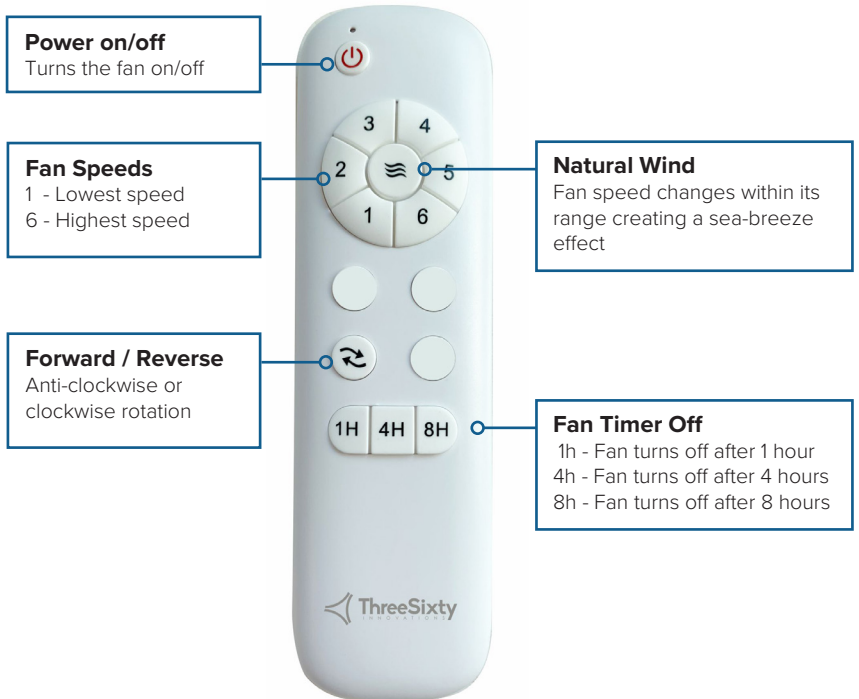 Power on/off
Turns the fan on/off
Fan Speeds
1 - Lowest speed
6 - Highest speed
Forward / Reverse
Anti-clockwise or
clockwise rotation
3 4
2 5
1 6
1H 4H 8H
ThreeSixty
INNOVATIONS
Natural Wind
Fan speed changes within its
range creating a sea-breeze
effect
Fan Timer Off
1h - Fan turns off after 1 hour
4h - Fan turns off after 4 hours
8h - Fan turns off after 8 hours